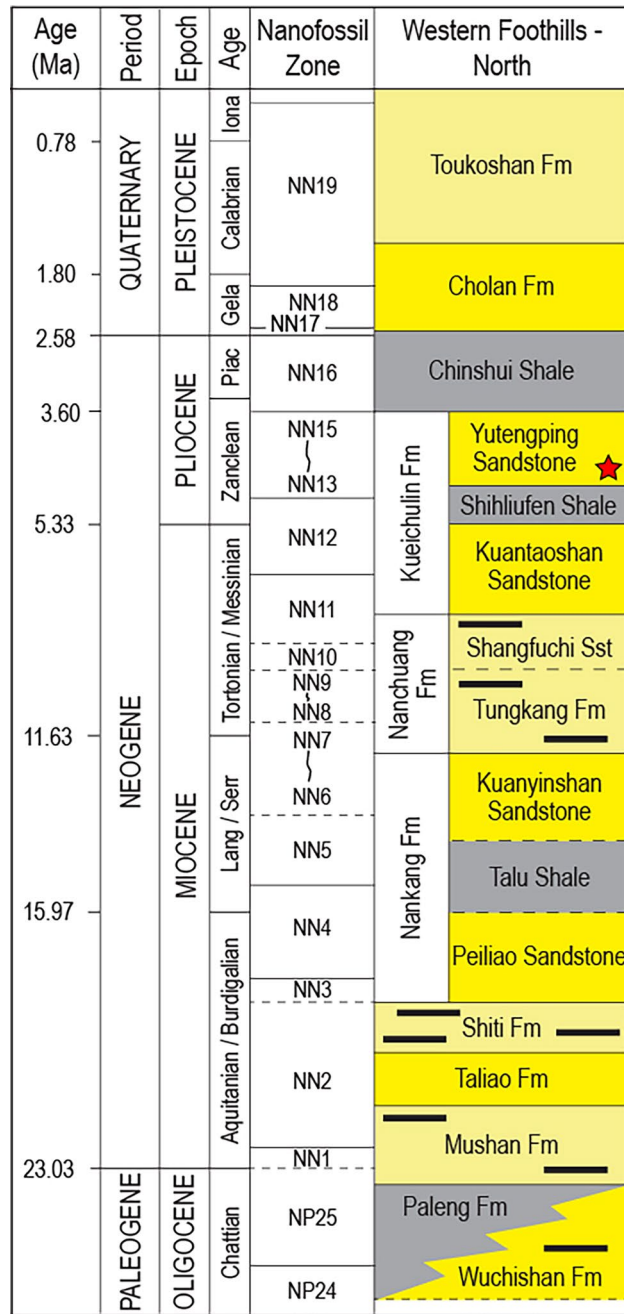 Age
(Ma)
Period
Epoch
Age
Nanofossil
Zone
Western Foothills -
North
0.78
1.80
2.58
3.60
5.33
11.63
15.97
23.03
QUATERNARY
NEOGENE
PALEOGENE
PLEISTOCENE
PLIOCENE
MIOCENE
OLIGOCENE
Iona
Calabrian
Gela
Piac
Zanclean
Tortonian / Messinian
Lang / Serr
Aquitanian / Burdigalian
Chattian
NN19
NN18
NN17
NN16
NN15
NN13
NN12
NN11
NN10
NN9
NN8
NN7
NN6
NN5
NN4
NN3
NN2
NN1
NP25
NP24
Toukoshan Fm
Cholan Fm
Chinshui Shale
Kueichulin Fm
Yutengping
Sandstone
Shihliufen Shale
Kuantaoshan
Sandstone
Nanchuang
Fm
Shangfuchi Sst
Tungkang Fm
Nankang Fm
Kuanyinshan
Sandstone
Talu Shale
Peiliao Sandstone
Shiti Fm
Taliao Fm
Mushan Fm
Paleng Fm
Wuchishan Fm